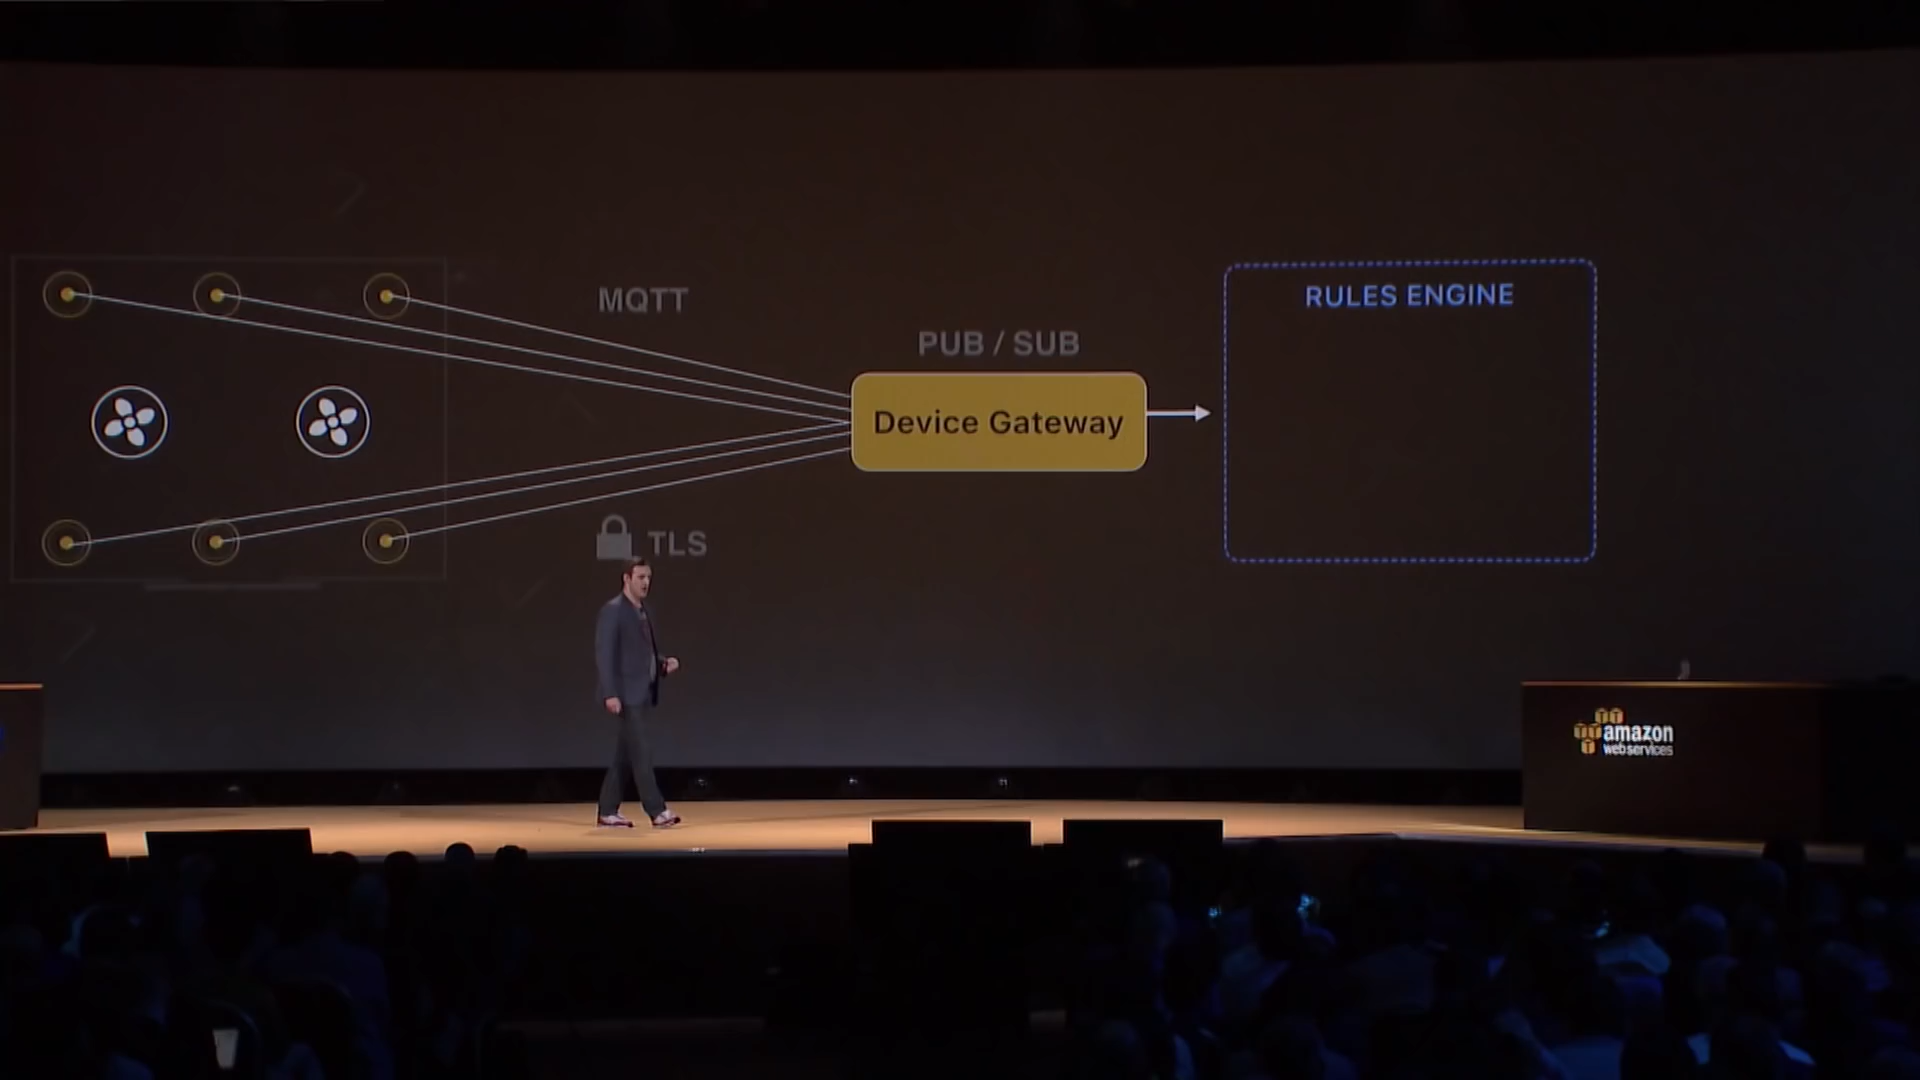 MQTT
PUB / SUB
Device Gateway
RULES ENGINE
TLS
amazon
webservices